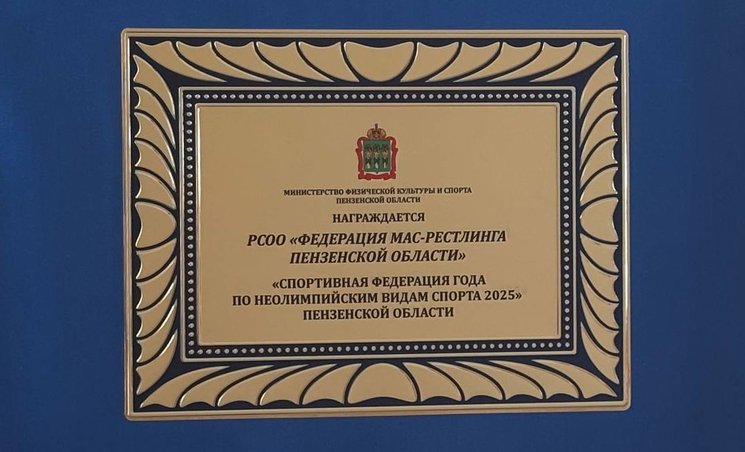 МИНИСТЕРСТВО ФИЗИЧЕСКОЙ КУЛЬТУРЫ И СПОРТА
ПЕНЗЕНСКОЙ ОБЛАСТИ
НАГРАЖДАЕТСЯ
РСОО «ФЕДЕРАЦИЯ МАС-РЕСТЛИНГА
ПЕНЗЕНСКОЙ ОБЛАСТИ»
«СПОРТИВНАЯ ФЕДЕРАЦИЯ ГОДА
ПО НЕОЛИМПИЙСКИМ ВИДАМ СПОРТА 2025»
ПЕНЗЕНСКОЙ ОБЛАСТИ